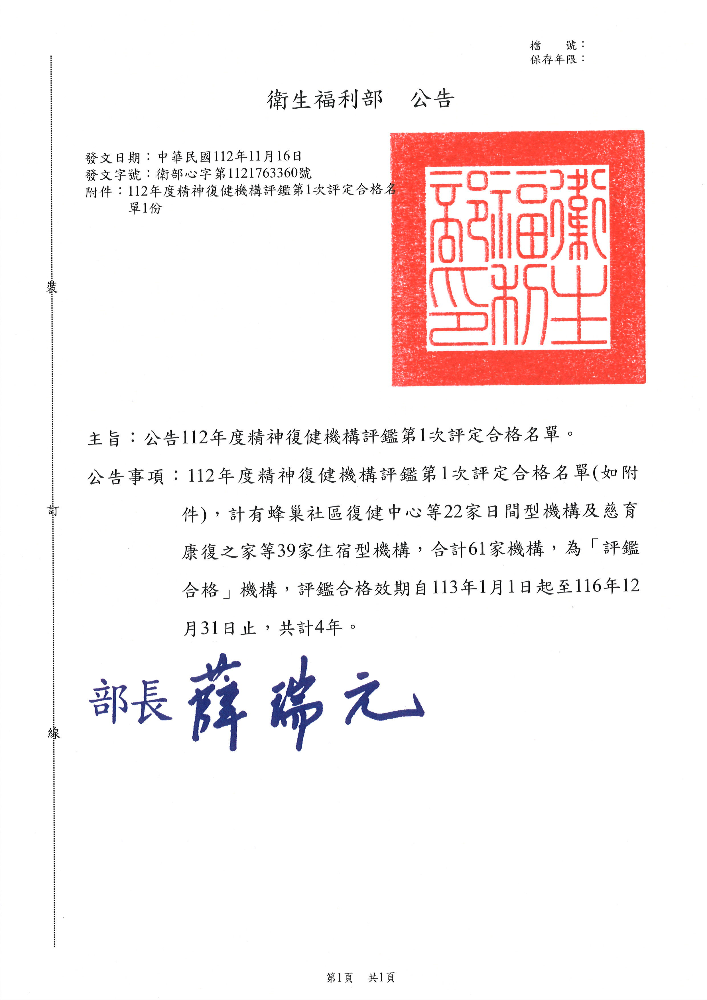 檔　　號：
保存年限：
衛生福利部　公告
發文日期：中華民國112年11月16日
發文字號：衛部心字第1121763360號
附件：112年度精神復健機構評鑑第1次評定合格名
單1份
衛生福利部印
主旨：公告112年度精神復健機構評鑑第1次評定合格名單。
公告事項：112年度精神復健機構評鑑第1次評定合格名單(如附
件)，計有蜂巢社區復健中心等22家日間型機構及慈育
康復之家等39家住宿型機構，合計61家機構，為「評鑑
合格」機構，評鑑合格效期自113年1月1日起至116年12
月31日止，共計4年。
部長 薛瑞元
裝
訂
線
第1頁　共1頁